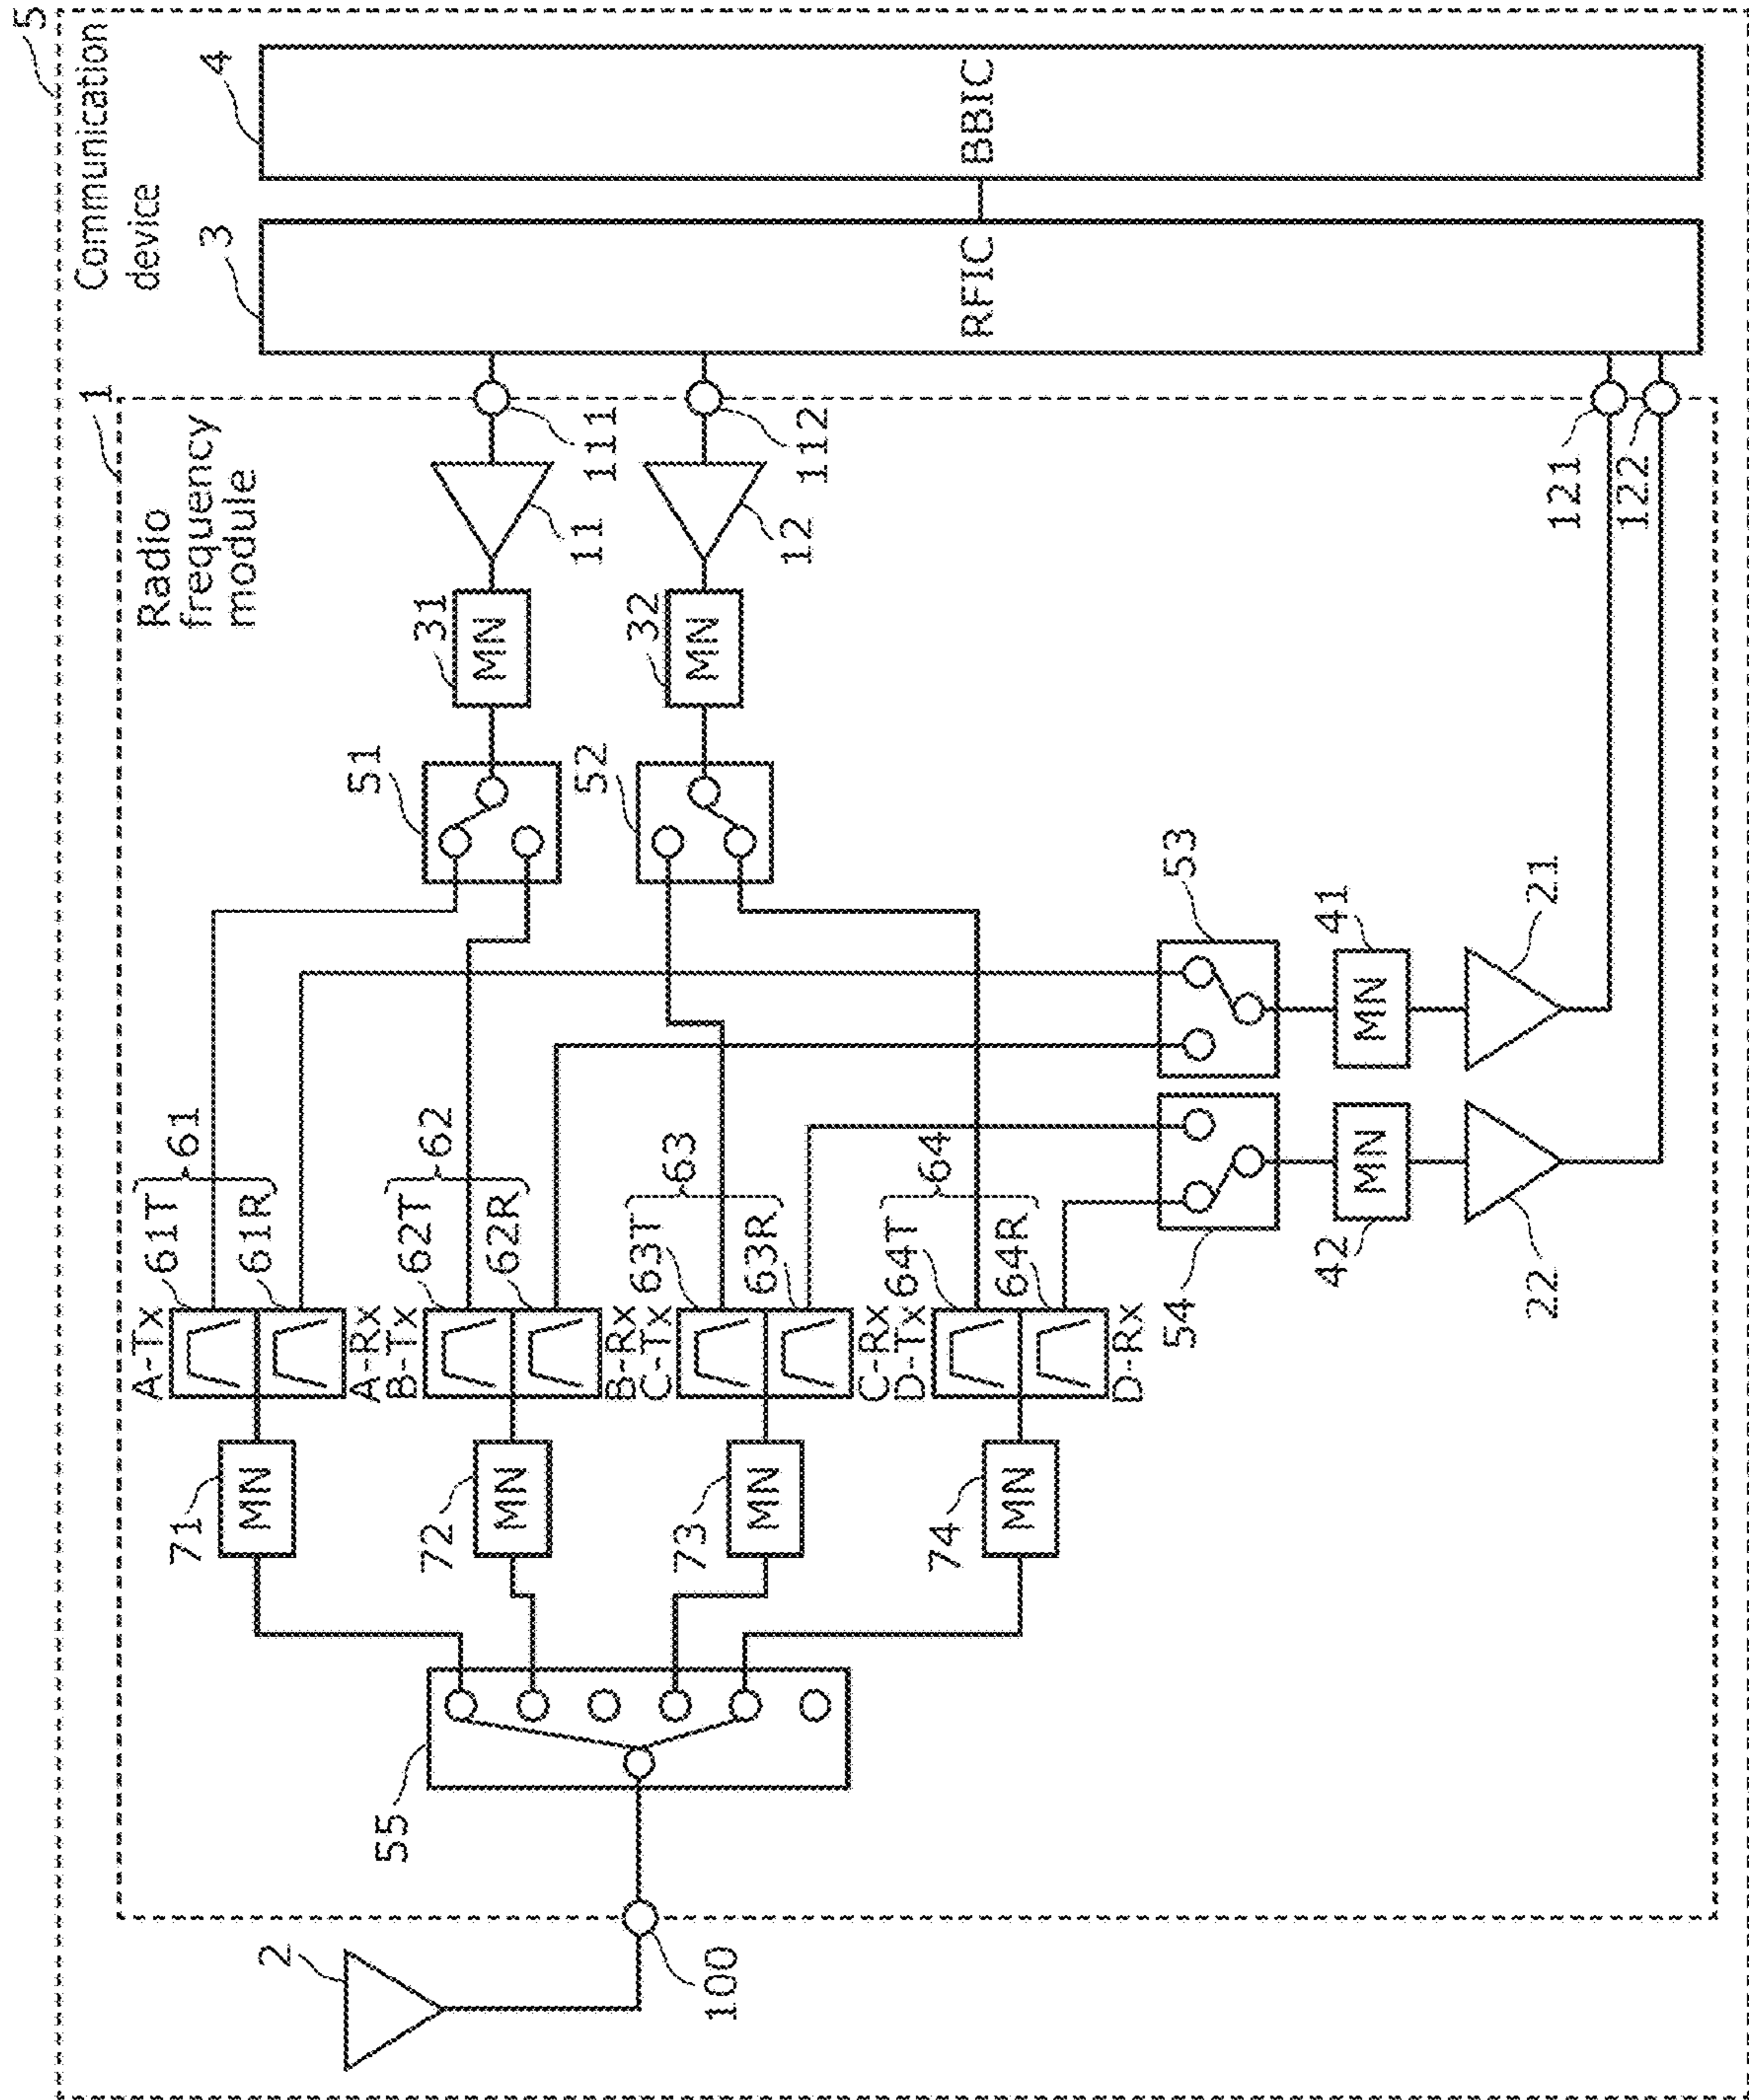 5
Communication
device
1
Radio
frequency
module
2
100
55
71
MN
72
MN
73
MN
74
MN
A-Tx
61T
61
61R
A-Rx
B-Tx
62T
62
62R
B-Rx
C-Tx
63T
63
63R
C-Rx
D-Tx
64T
64
64R
D-Rx
51
52
31
MN
32
MN
11
12
111
112
53
54
41
MN
42
MN
21
22
121
122
3
RFIC
4
BBIC